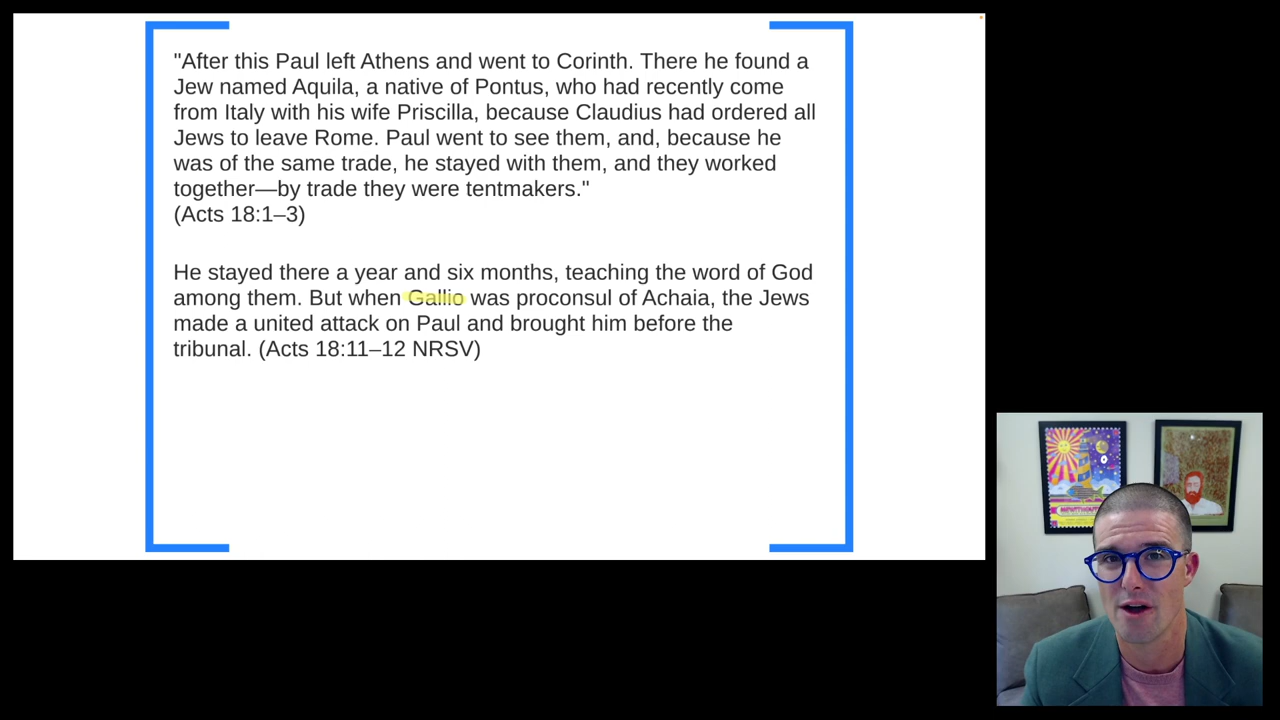 "After this Paul left Athens and went to Corinth. There he found a
Jew named Aquila, a native of Pontus, who had recently come
from Italy with his wife Priscilla, because Claudius had ordered all
Jews to leave Rome. Paul went to see them, and, because he
was of the same trade, he stayed with them, and they worked
together—by trade they were tentmakers."
(Acts 18:1–3)
He stayed there a year and six months, teaching the word of God
among them. But when Gallio was proconsul of Achaia, the Jews
made a united attack on Paul and brought him before the
tribunal. (Acts 18:11–12 NRSV)